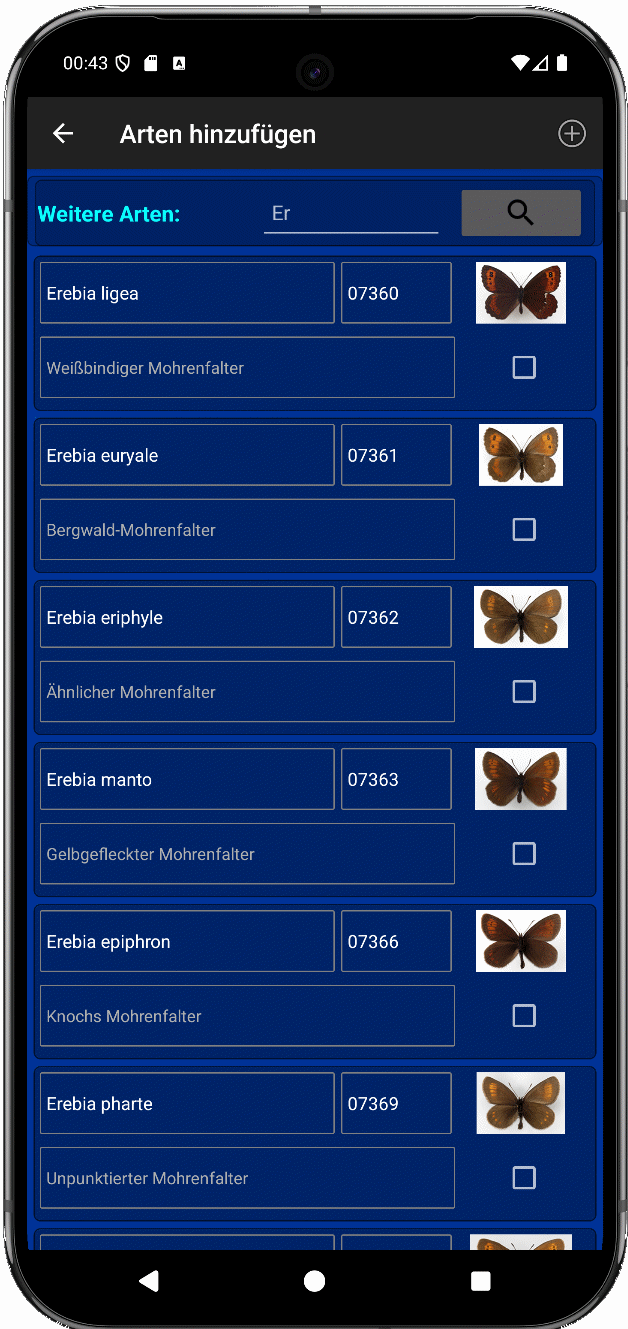 00:43
Arten hinzufügen
Weitere Arten: Er
Erebia ligea 07360
Weißbindiger Mohrenfalter
Erebia euryale 07361
Bergwald-Mohrenfalter
Erebia eriphyle 07362
Ähnlicher Mohrenfalter
Erebia manto 07363
Gelbgefleckter Mohrenfalter
Erebia epiphron 07366
Knochs Mohrenfalter
Erebia pharte 07369
Unpunktierter Mohrenfalter